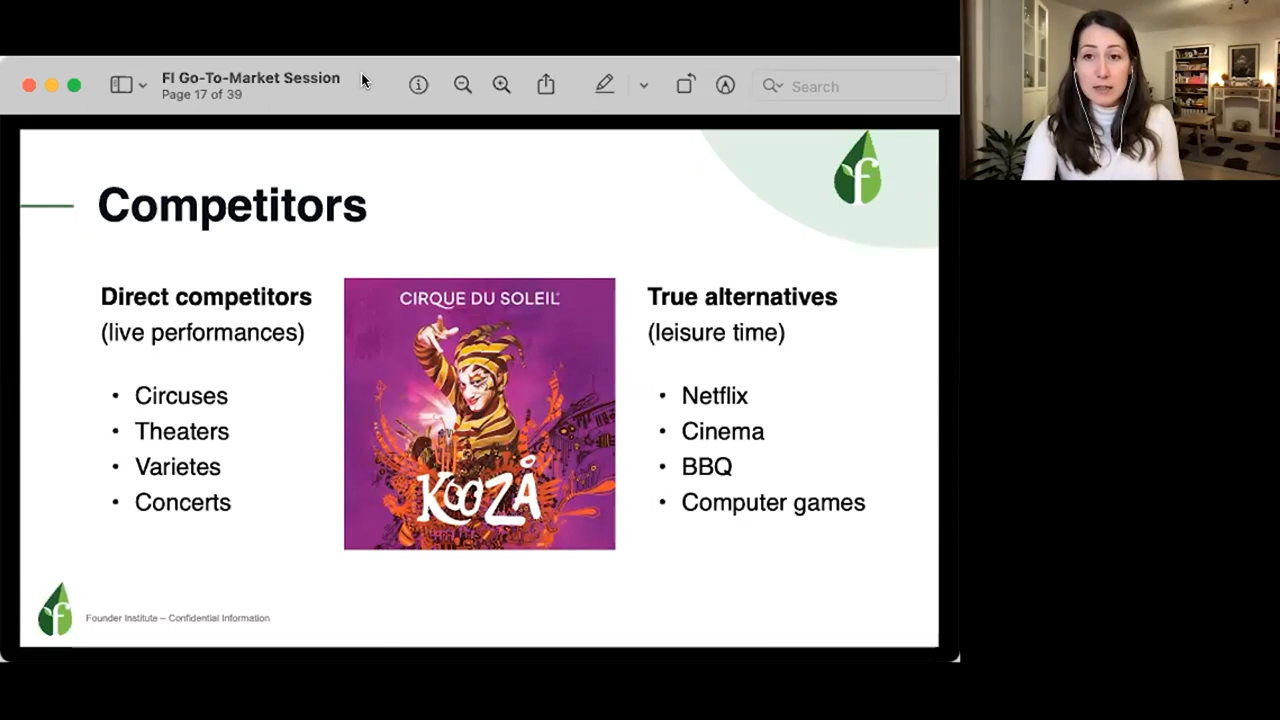 FI Go-To-Market Session
Page 17 of 39
Search
Competitors
Direct competitors
(live performances)
• Circuses
• Theaters
• Varietes
• Concerts
CIRQUE DU SOLEIL
KOOZA
True alternatives
(leisure time)
• Netflix
• Cinema
• BBQ
• Computer games
f
f
Founder Institute – Confidential Information